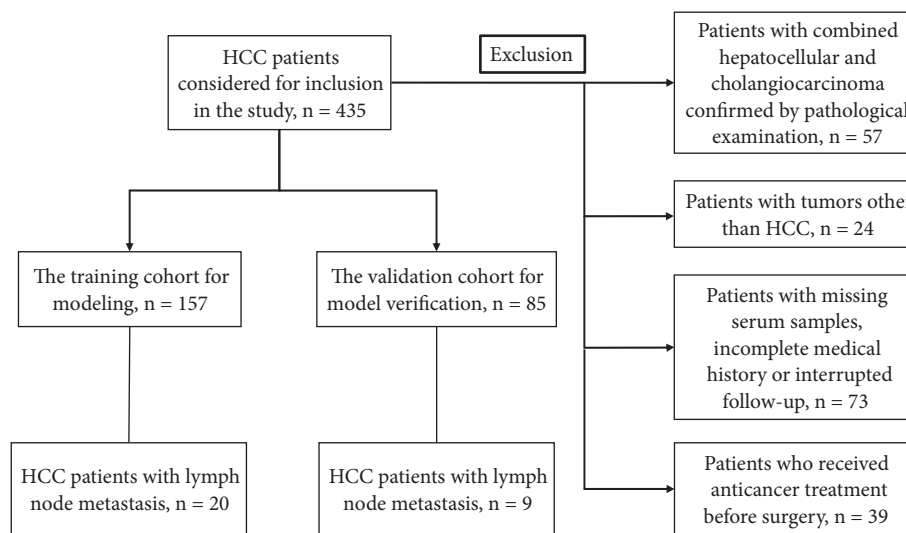 HCC patients
considered for inclusion
in the study, n = 435
Exclusion
Patients with combined
hepatocellular and
cholangiocarcinoma
confirmed by pathological
examination, n = 57
Patients with tumors other
than HCC, n = 24
The training cohort for
modeling, n = 157
The validation cohort for
model verification, n = 85
Patients with missing
serum samples,
incomplete medical
history or interrupted
follow-up, n = 73
HCC patients with lymph
node metastasis, n = 20
HCC patients with lymph
node metastasis, n = 9
Patients who received
anticancer treatment
before surgery, n = 39